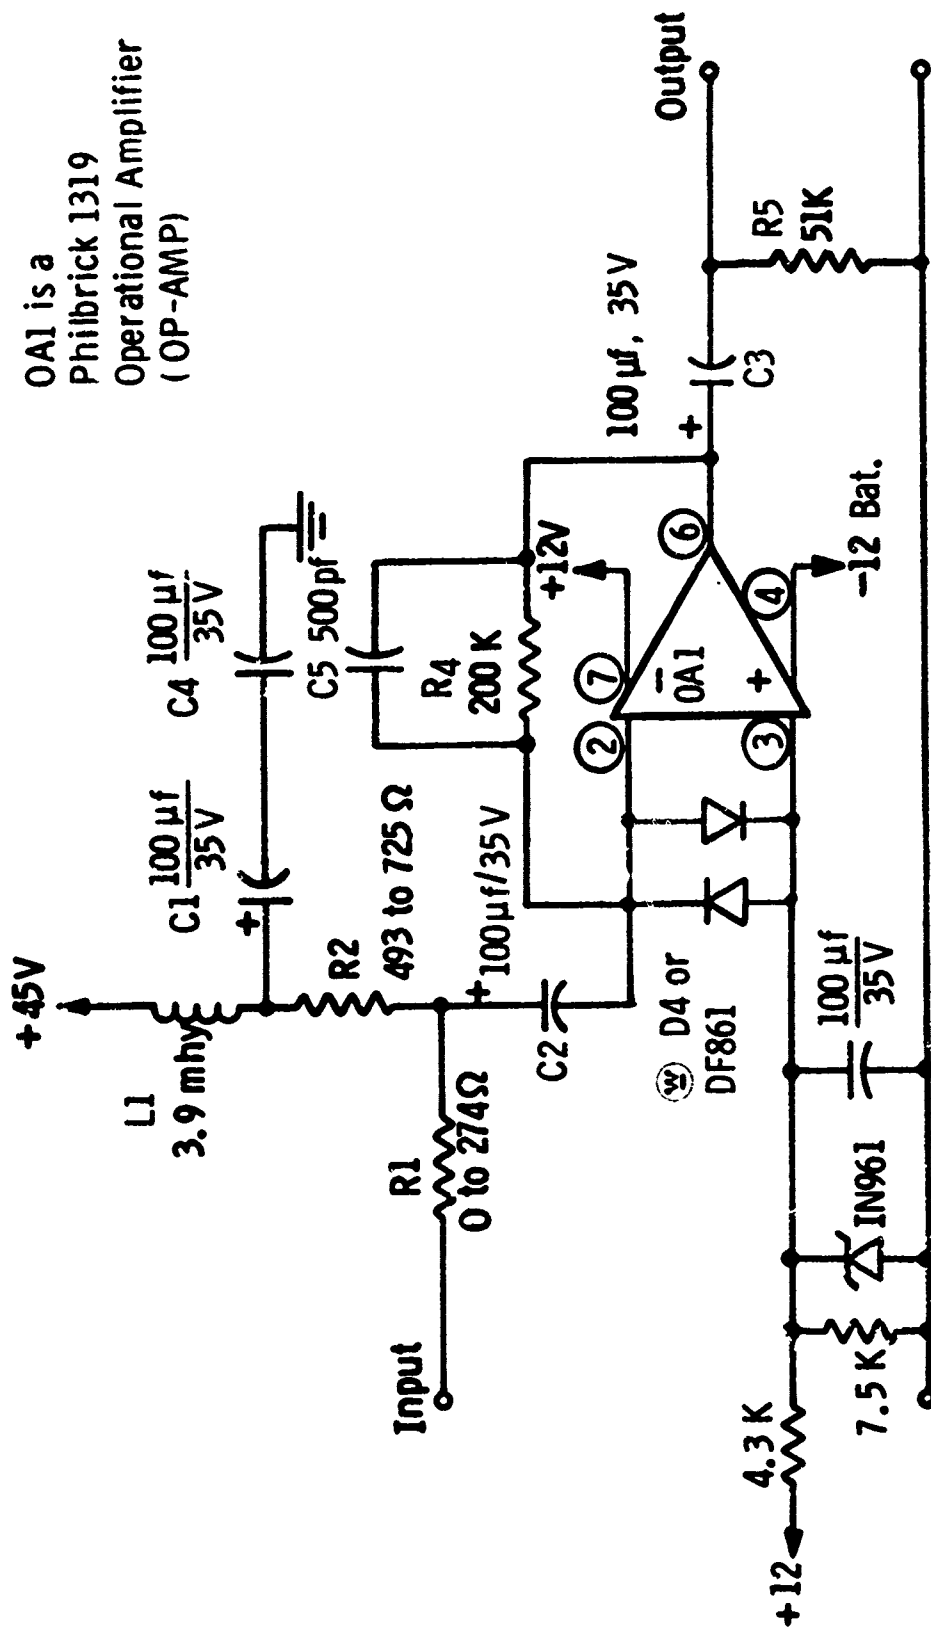 OA1 is a
Philbrick 1319
Operational Amplifier
(OP-AMP)
+45V
L1
3.9 mhy
C1 100 μf
35V
C4 100 μf
35V
R2
493 to 725 Ω
C5 500pf
R4
200 K
+12V
Input
R1
0 to 274Ω
+
+
100μf/35V
C2
W D4 or
DF861
2
7
6
3
4
−
OA1
+
-12 Bat.
100 μf, 35V
+
C3
Output
R5
51K
+12
4.3 K
7.5 K
IN961
100 μf
35V